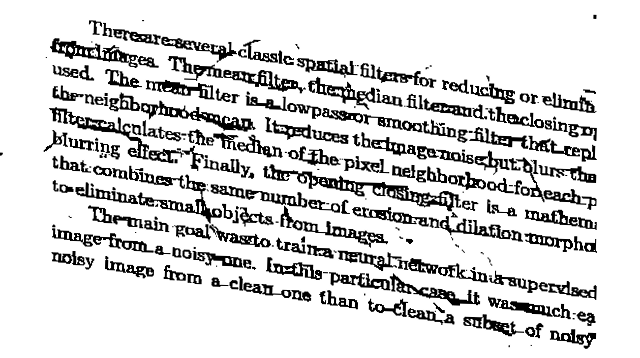 There are several classic spatial filters for reducing or elimin
from images. The mean filter, the median filter and the closing op
used. The mean filter is a lowpass or smoothing filter that repl
the neighborhood mean. It reduces the image noise but blurs the
filter calculates the median of the pixel neighborhood for each p
blurring effect. Finally, the opening closing filter is a mathema
that combines the same number of erosion and dilation morpho
to eliminate small objects from images.
The main goal was to train a neural network in a supervised
image from a noisy one. In this particular case, it was much ea
noisy image from a clean one than to clean a subset of noisy